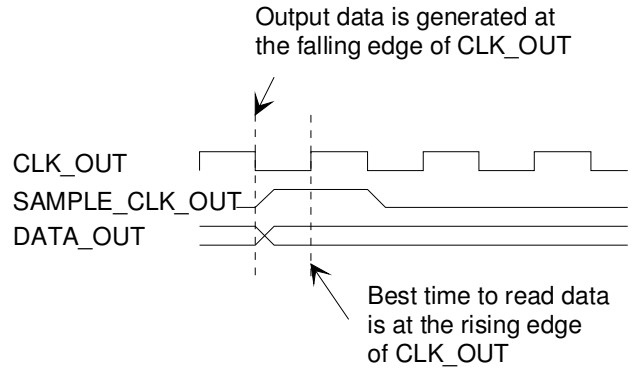 Output data is generated at
the falling edge of CLK_OUT
CLK_OUT
SAMPLE_CLK_OUT
DATA_OUT
Best time to read data
is at the rising edge
of CLK_OUT